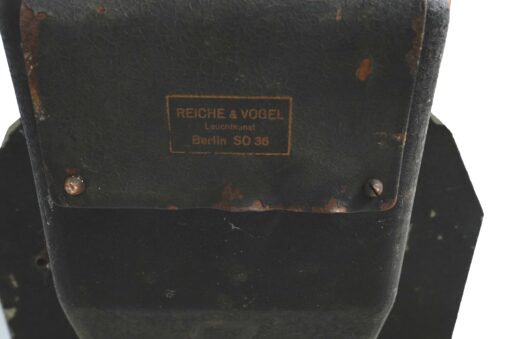 REICHE & VOGEL
Leuchtkunst
Berlin SO 36